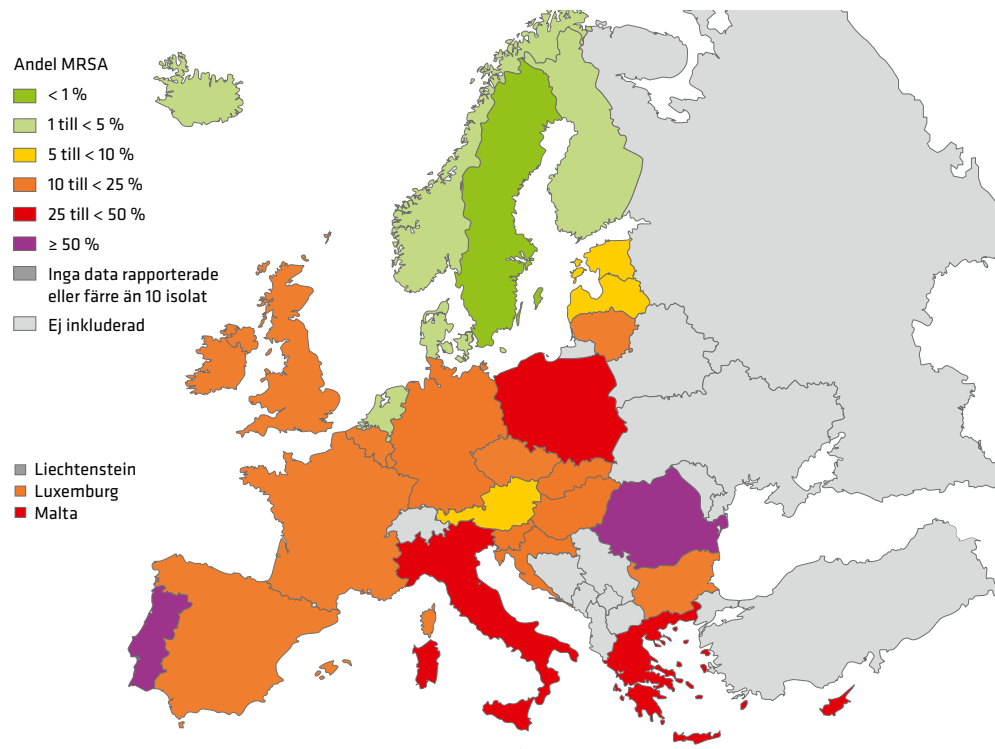 Andel MRSA
< 1 %
1 till < 5 %
5 till < 10 %
10 till < 25 %
25 till < 50 %
≥ 50 %
Inga data rapporterade
eller färre än 10 isolat
Ej inkluderad
Liechtenstein
Luxemburg
Malta